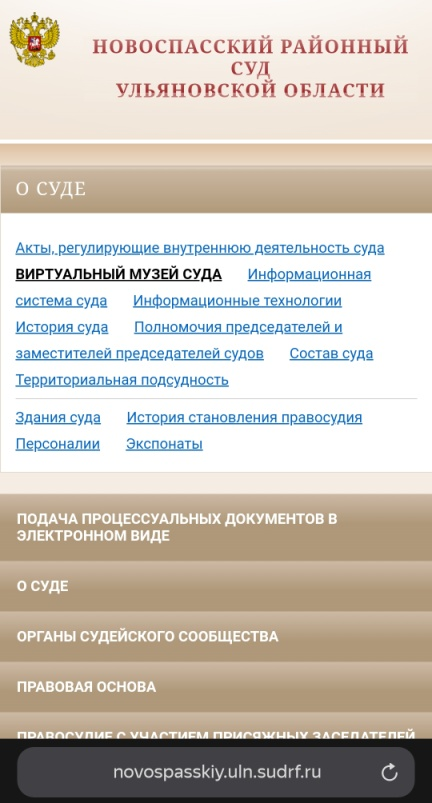 НОВОСПАССКИЙ РАЙОННЫЙ
СУД
УЛЬЯНОВСКОЙ ОБЛАСТИ
О СУДЕ
Акты, регулирующие внутреннюю деятельность суда
ВИРТУАЛЬНЫЙ МУЗЕЙ СУДА Информационная
система суда Информационные технологии
История суда Полномочия председателей и
заместителей председателей судов Состав суда
Территориальная подсудность
Здания суда История становления правосудия
Персоналии Экспонаты
ПОДАЧА ПРОЦЕССУАЛЬНЫХ ДОКУМЕНТОВ В
ЭЛЕКТРОННОМ ВИДЕ
О СУДЕ
ОРГАНЫ СУДЕЙСКОГО СООБЩЕСТВА
ПРАВОВАЯ ОСНОВА
ПРАВОСУДИЕ С УЧАСТИЕМ ПРИСЯЖНЫХ ЗАСЕДАТЕЛЕЙ
novospasskiy.uln.sudrf.ru